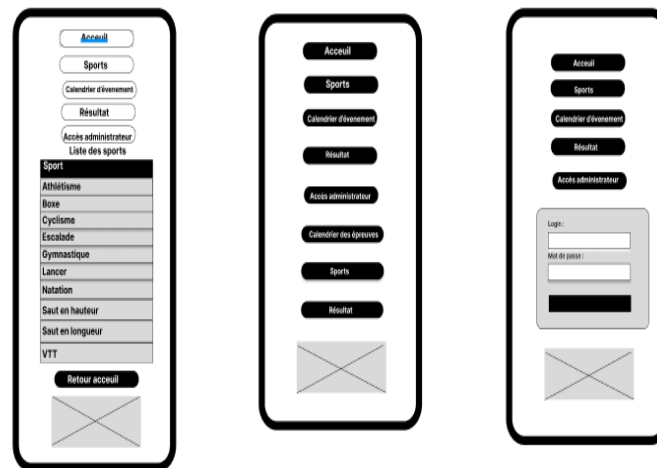 Acceuil
Sports
Calendrier d'évenement
Résultat
Accès administrateur
Liste des sports
Sport
Athlétisme
Boxe
Cyclisme
Escalade
Gymnastique
Lancer
Natation
Saut en hauteur
Saut en longueur
VTT
Retour acceuil
Acceuil
Sports
Calendrier d'évenement
Résultat
Accès administrateur
Calendrier des épreuves
Sports
Résultat
Acceuil
Sports
Calendrier d'évenement
Résultat
Accès administrateur
Login :
Mot de passe :